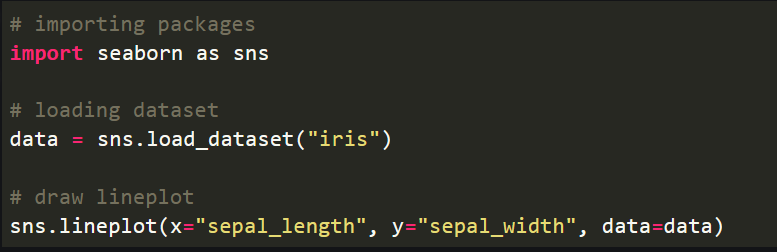 # importing packages
import seaborn as sns
# loading dataset
data = sns.load_dataset("iris")
# draw lineplot
sns.lineplot(x="sepal_length", y="sepal_width", data=data)